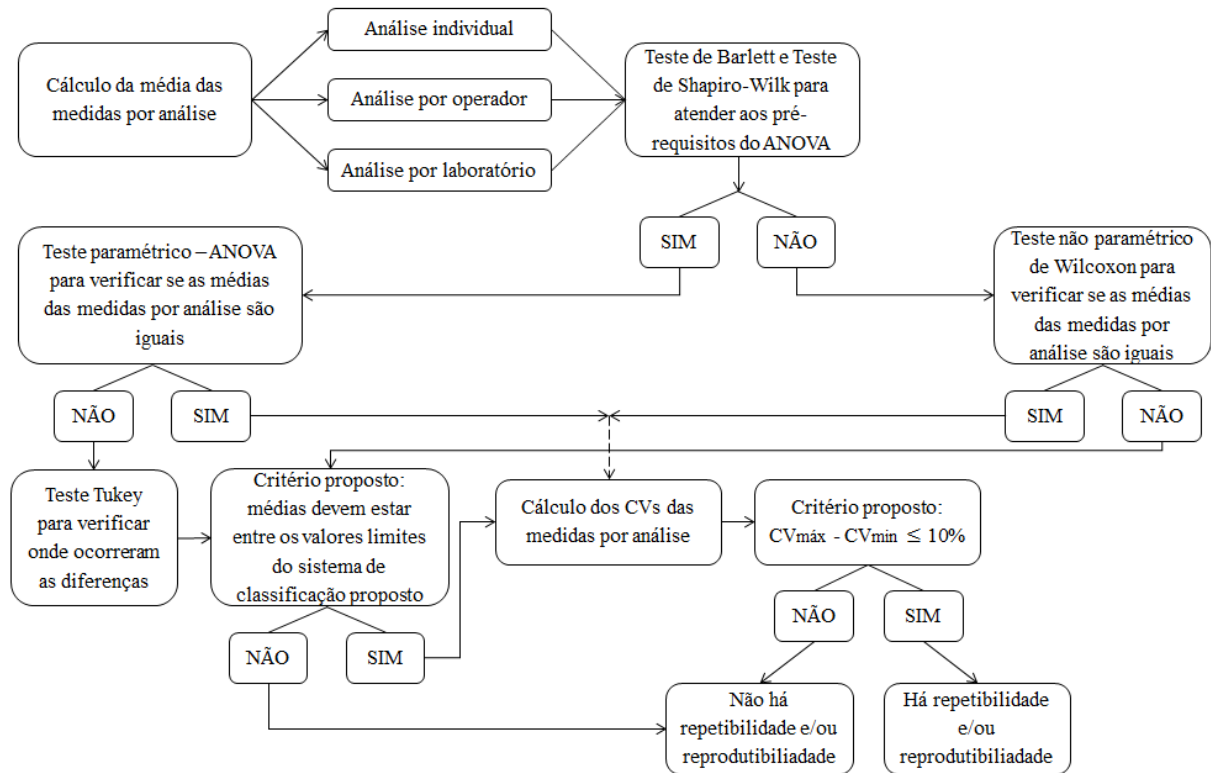 Cálculo da média das
medidas por análise
Análise individual
Análise por operador
Análise por laboratório
Teste de Barlett e Teste
de Shapiro-Wilk para
atender aos pré-
requisitos do ANOVA
SIM
NÃO
Teste paramétrico – ANOVA
para verificar se as médias
das medidas por análise são
iguais
Teste não paramétrico
de Wilcoxon para
verificar se as médias
das medidas por
análise são iguais
NÃO
SIM
SIM
NÃO
Teste Tukey
para verificar
onde ocorreram
as diferenças
Critério proposto:
médias devem estar
entre os valores limites
do sistema de
classificação proposto
Cálculo dos CVs das
medidas por análise
Critério proposto:
CVmáx - CVmin ≤ 10%
NÃO
SIM
NÃO
SIM
Não há
repetibilidade e/ou
reprodutibiliadade
Há repetibilidade
e/ou
reprodutibiliadade